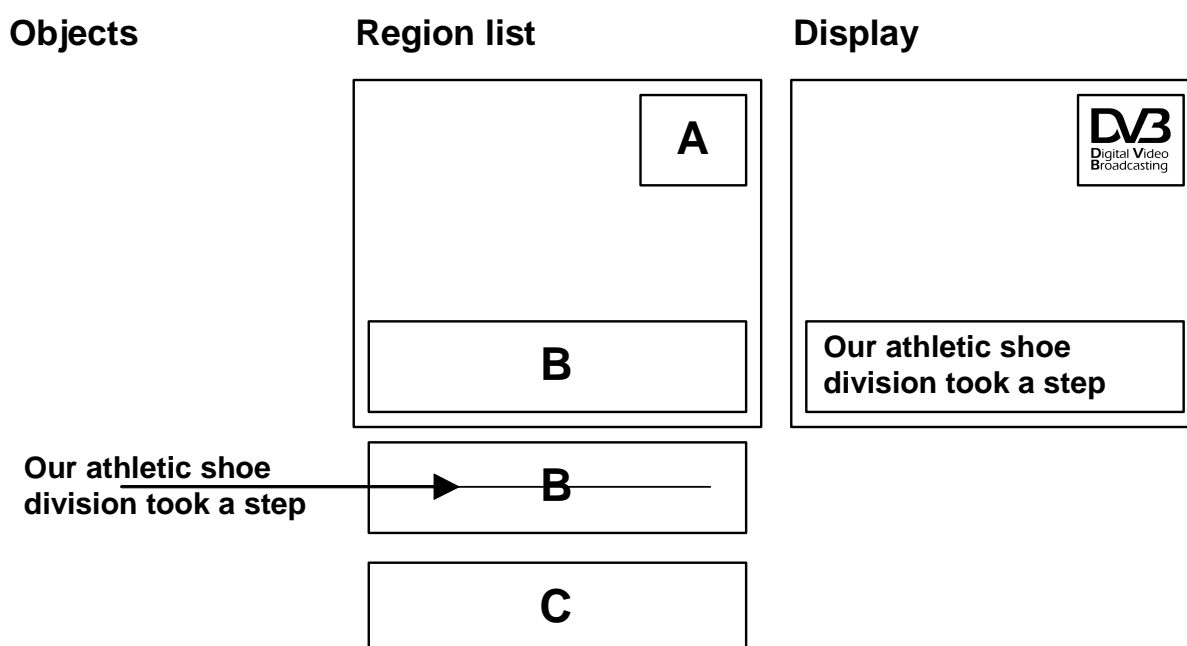 Objects
Region list
Display
A
DVB
Digital Video
Broadcasting
B
Our athletic shoe
division took a step
Our athletic shoe
division took a step
B
C